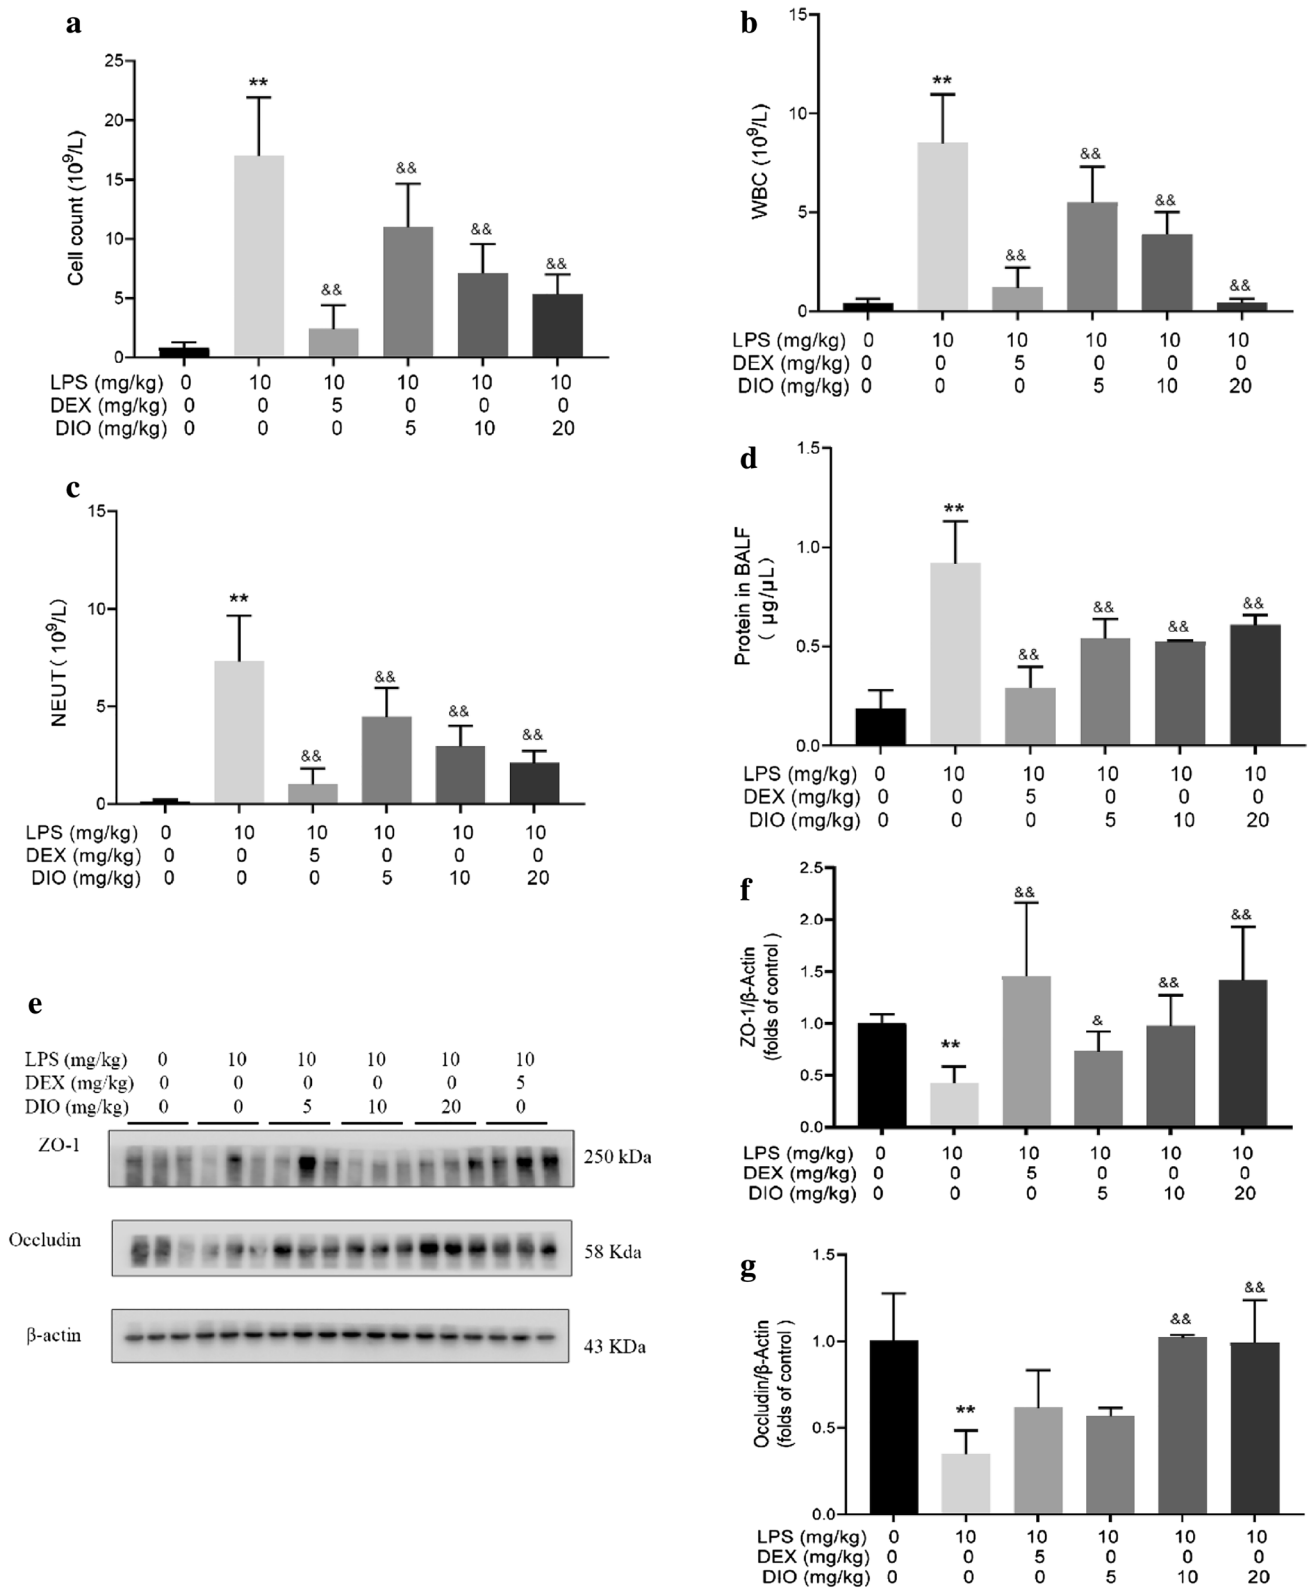 a
25
20
15
10
5
0
Cell count (10⁹/L)
**
&&
&&
&&
&&
LPS (mg/kg) 0 10 10 10 10 10
DEX (mg/kg) 0 0 5 0 0 0
DIO (mg/kg) 0 0 0 5 10 20
b
15
10
5
0
WBC (10⁹/L)
**
&&
&&
&&
&&
LPS (mg/kg) 0 10 10 10 10 10
DEX (mg/kg) 0 0 5 0 0 0
DIO (mg/kg) 0 0 0 5 10 20
c
15
10
5
0
NEUT ( 10⁹/L)
**
&&
&&
&&
&&
LPS (mg/kg) 0 10 10 10 10 10
DEX (mg/kg) 0 0 5 0 0 0
DIO (mg/kg) 0 0 0 5 10 20
d
1.5
1.0
0.5
0.0
Protein in BALF
( μg/μL)
**
&&
&&
&&
&&
LPS (mg/kg) 0 10 10 10 10 10
DEX (mg/kg) 0 0 5 0 0 0
DIO (mg/kg) 0 0 0 5 10 20
e
LPS (mg/kg) 0 10 10 10 10 10
DEX (mg/kg) 0 0 0 0 0 5
DIO (mg/kg) 0 0 5 10 20 0
ZO-1
250 kDa
Occludin
58 Kda
β-actin
43 KDa
f
2.5
2.0
1.5
1.0
0.5
0.0
ZO-1/β-Actin
(folds of control )
**
&&
&
&&
&&
LPS (mg/kg) 0 10 10 10 10 10
DEX (mg/kg) 0 0 5 0 0 0
DIO (mg/kg) 0 0 0 5 10 20
g
1.5
1.0
0.5
0.0
Occludin/β-Actin
(folds of control )
**
&&
&&
LPS (mg/kg) 0 10 10 10 10 10
DEX (mg/kg) 0 0 5 0 0 0
DIO (mg/kg) 0 0 0 5 10 20